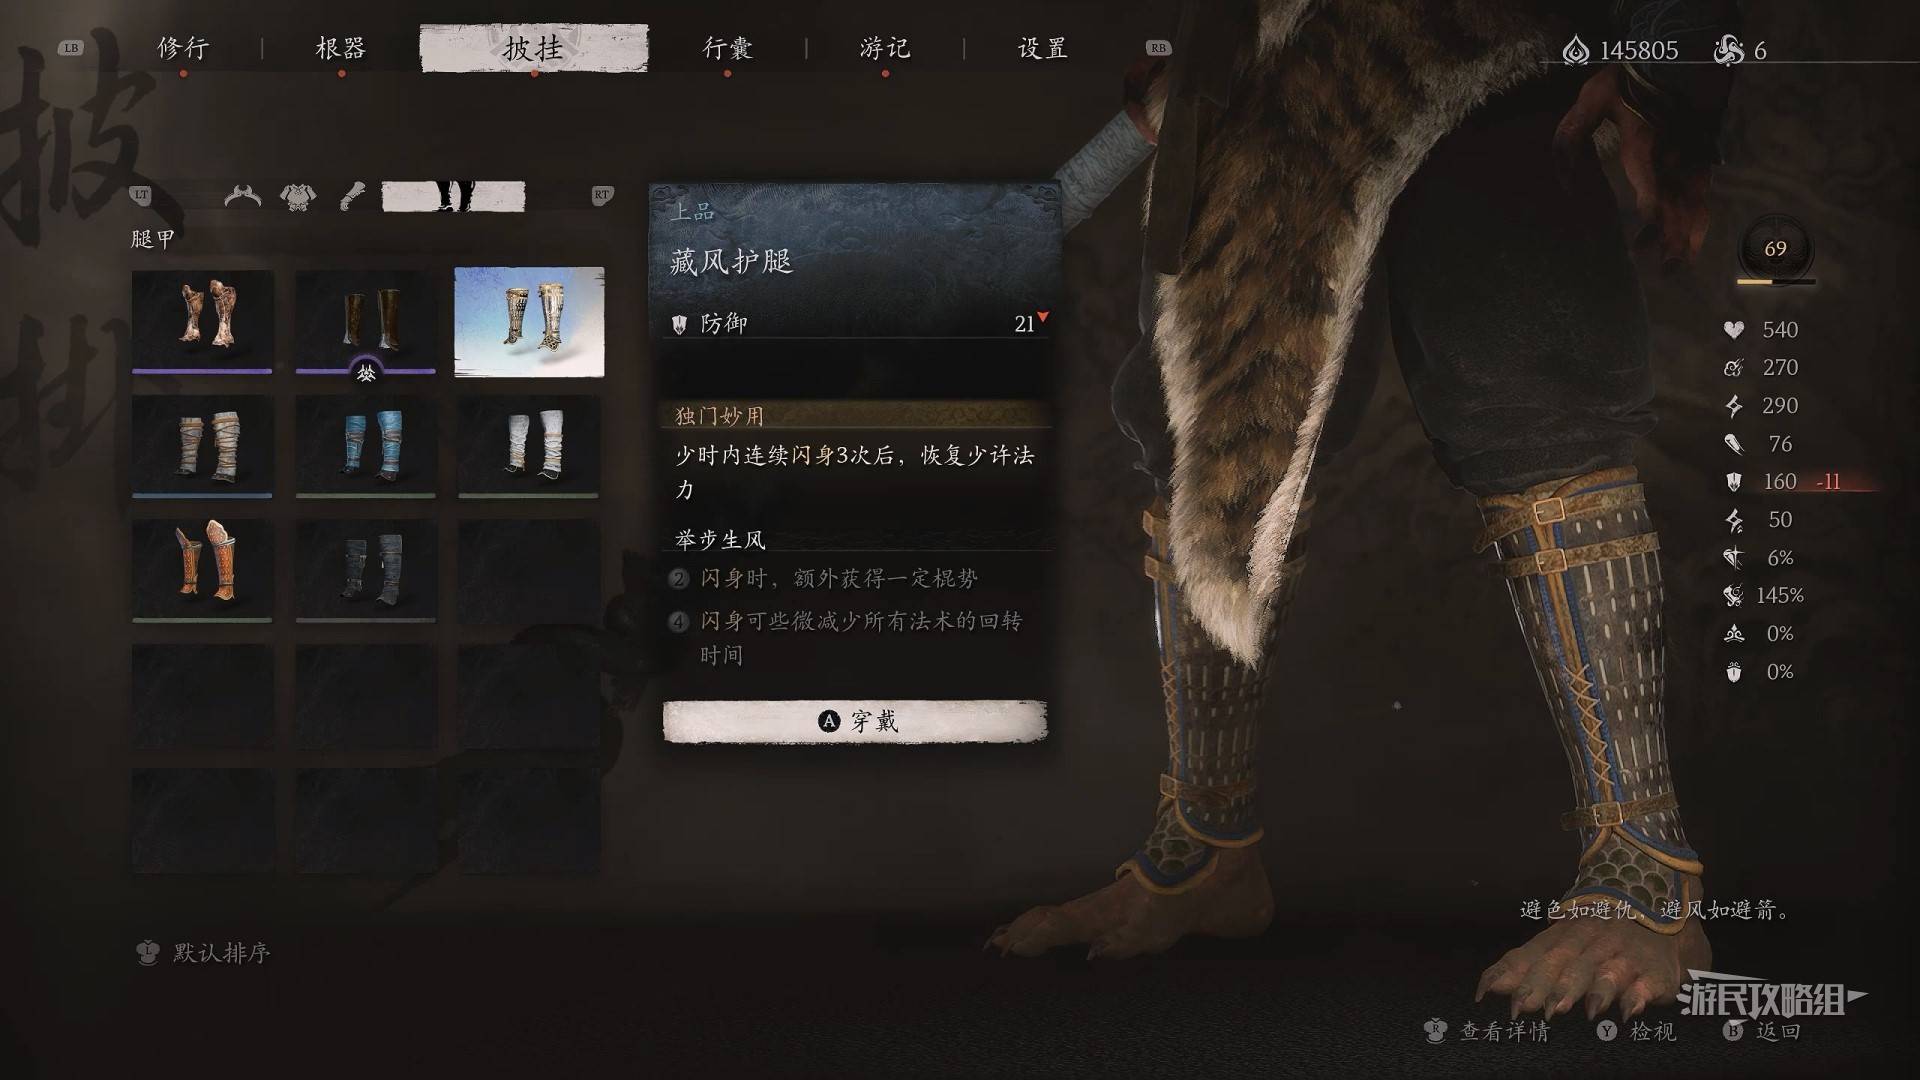 披掛
LB 修行 根器 披挂 行囊 游记 设置 RB
145805 6
LT RT
腿甲
上品
藏风护腿
防御 21
独门妙用
少时内连续闪身3次后，恢复少许法
力
举步生风
2 闪身时，额外获得一定棍势
4 闪身可些微减少所有法术的回转
时间
A 穿戴
69
540
270
290
76
160 -11
50
6%
145%
0%
0%
避色如避仇，避风如避箭。
L 默认排序
游民攻略组
R 查看详情 Y 检视 B 返回